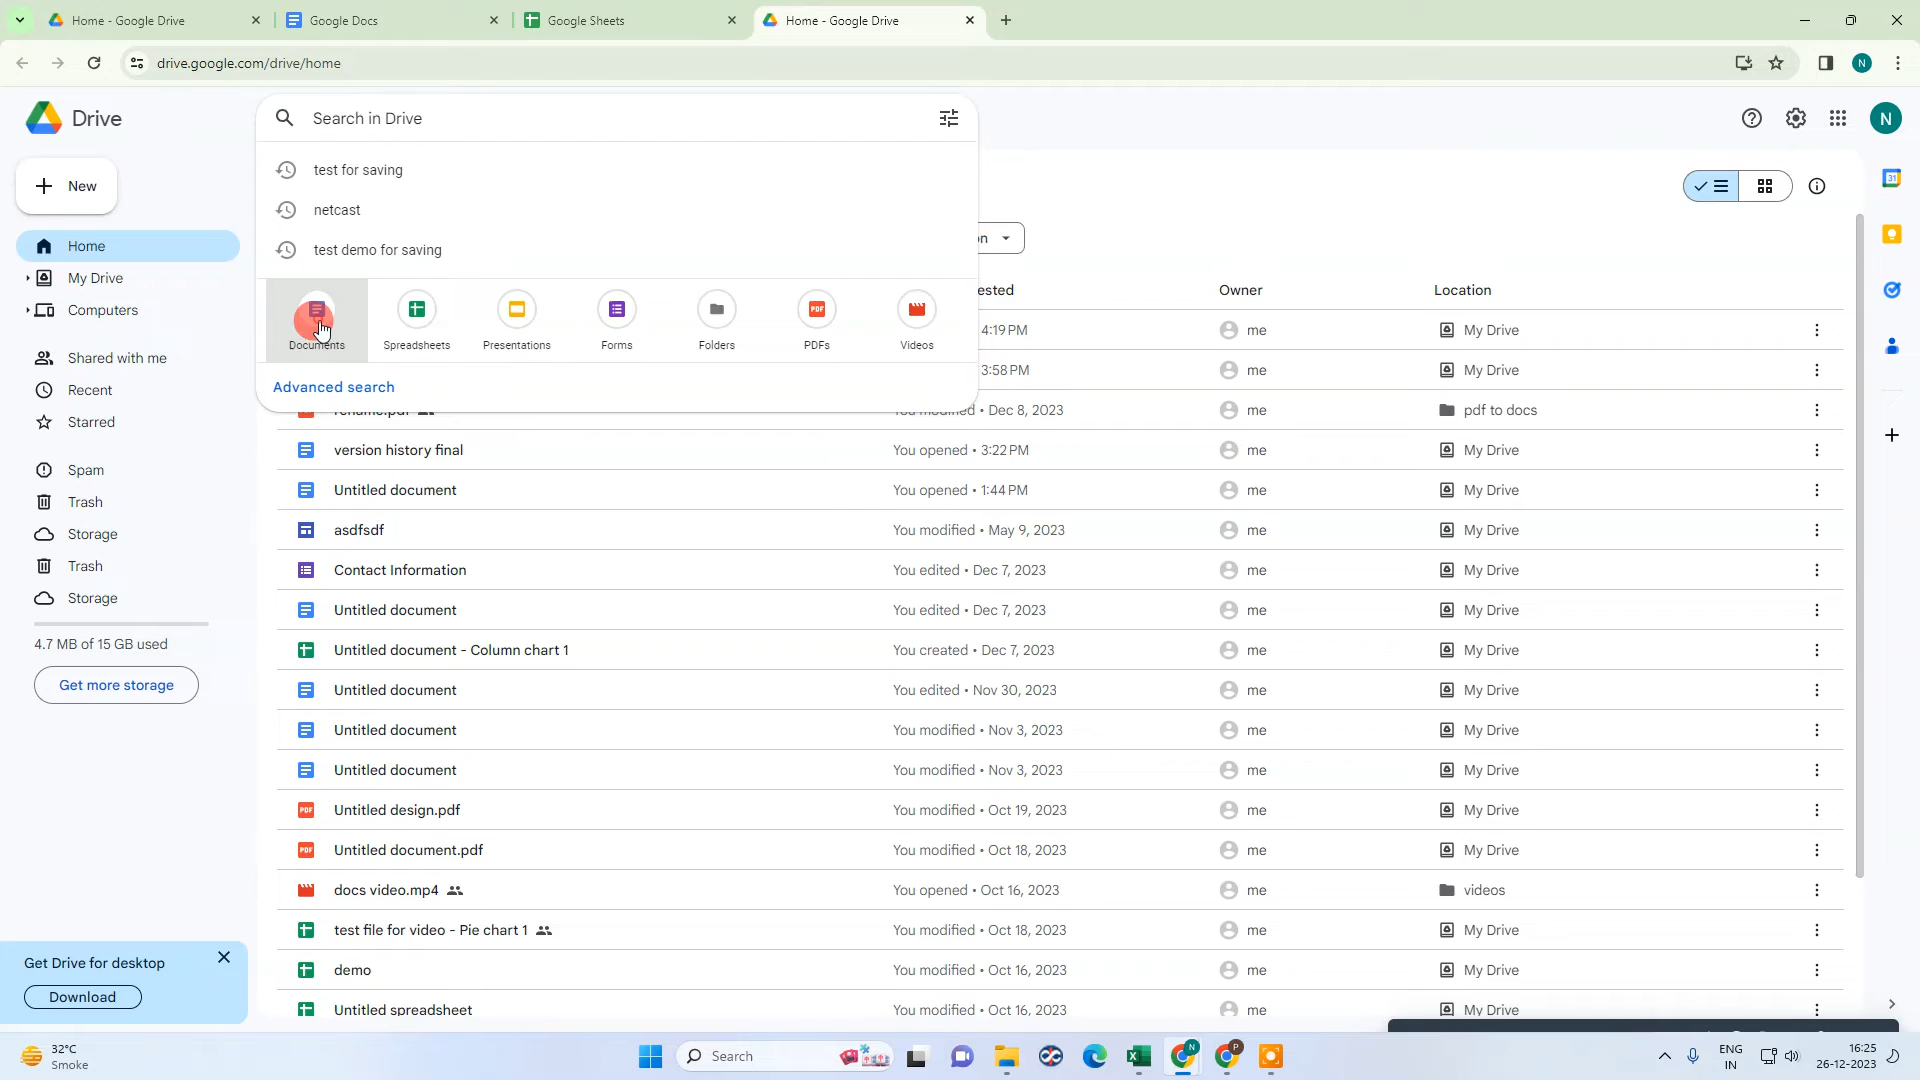 Home - Google Drive
Google Docs
Google Sheets
Home - Google Drive
drive.google.com/drive/home
N
Drive
Search in Drive
N
New
test for saving
netcast
test demo for saving
Documents
Spreadsheets
Presentations
Forms
Folders
PDF
PDFs
Videos
Advanced search
Home
My Drive
Computers
Shared with me
Recent
Starred
Spam
Trash
Storage
Trash
Storage
4.7 MB of 15 GB used
Get more storage
Get Drive for desktop
Download
on
ested
Owner
Location
4:19 PM me My Drive
3:58 PM me My Drive
rename.pdf You modified • Dec 8, 2023 me pdf to docs
version history final You opened • 3:22 PM me My Drive
Untitled document You opened • 1:44 PM me My Drive
asdfsdf You modified • May 9, 2023 me My Drive
Contact Information You edited • Dec 7, 2023 me My Drive
Untitled document You edited • Dec 7, 2023 me My Drive
Untitled document - Column chart 1 You created • Dec 7, 2023 me My Drive
Untitled document You edited • Nov 30, 2023 me My Drive
Untitled document You modified • Nov 3, 2023 me My Drive
Untitled document You modified • Nov 3, 2023 me My Drive
PDF Untitled design.pdf You modified • Oct 19, 2023 me My Drive
PDF Untitled document.pdf You modified • Oct 18, 2023 me My Drive
docs video.mp4 You opened • Oct 16, 2023 me videos
test file for video - Pie chart 1 You modified • Oct 18, 2023 me My Drive
demo You modified • Oct 16, 2023 me My Drive
Untitled spreadsheet You modified • Oct 16, 2023 me My Drive
31
32°C
Smoke
Search
N
P
ENG
IN
16:25
26-12-2023